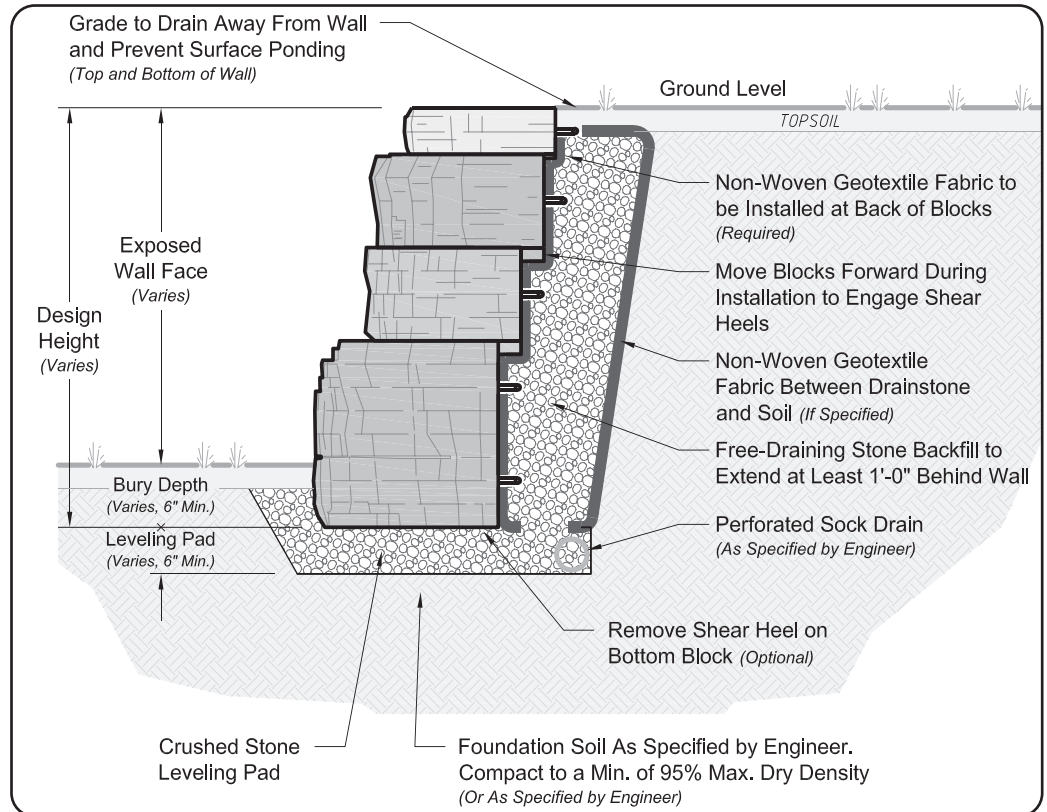 Grade to Drain Away From Wall
and Prevent Surface Ponding
(Top and Bottom of Wall)
Ground Level
TOPSOIL
Non-Woven Geotextile Fabric to
be Installed at Back of Blocks
(Required)
Exposed
Wall Face
(Varies)
Move Blocks Forward During
Installation to Engage Shear
Heels
Design
Height
(Varies)
Non-Woven Geotextile
Fabric Between Drainstone
and Soil (If Specified)
Free-Draining Stone Backfill to
Extend at Least 1'-0" Behind Wall
Bury Depth
(Varies, 6" Min.)
Leveling Pad
(Varies, 6" Min.)
Perforated Sock Drain
(As Specified by Engineer)
Remove Shear Heel on
Bottom Block (Optional)
Crushed Stone
Leveling Pad
Foundation Soil As Specified by Engineer.
Compact to a Min. of 95% Max. Dry Density
(Or As Specified by Engineer)